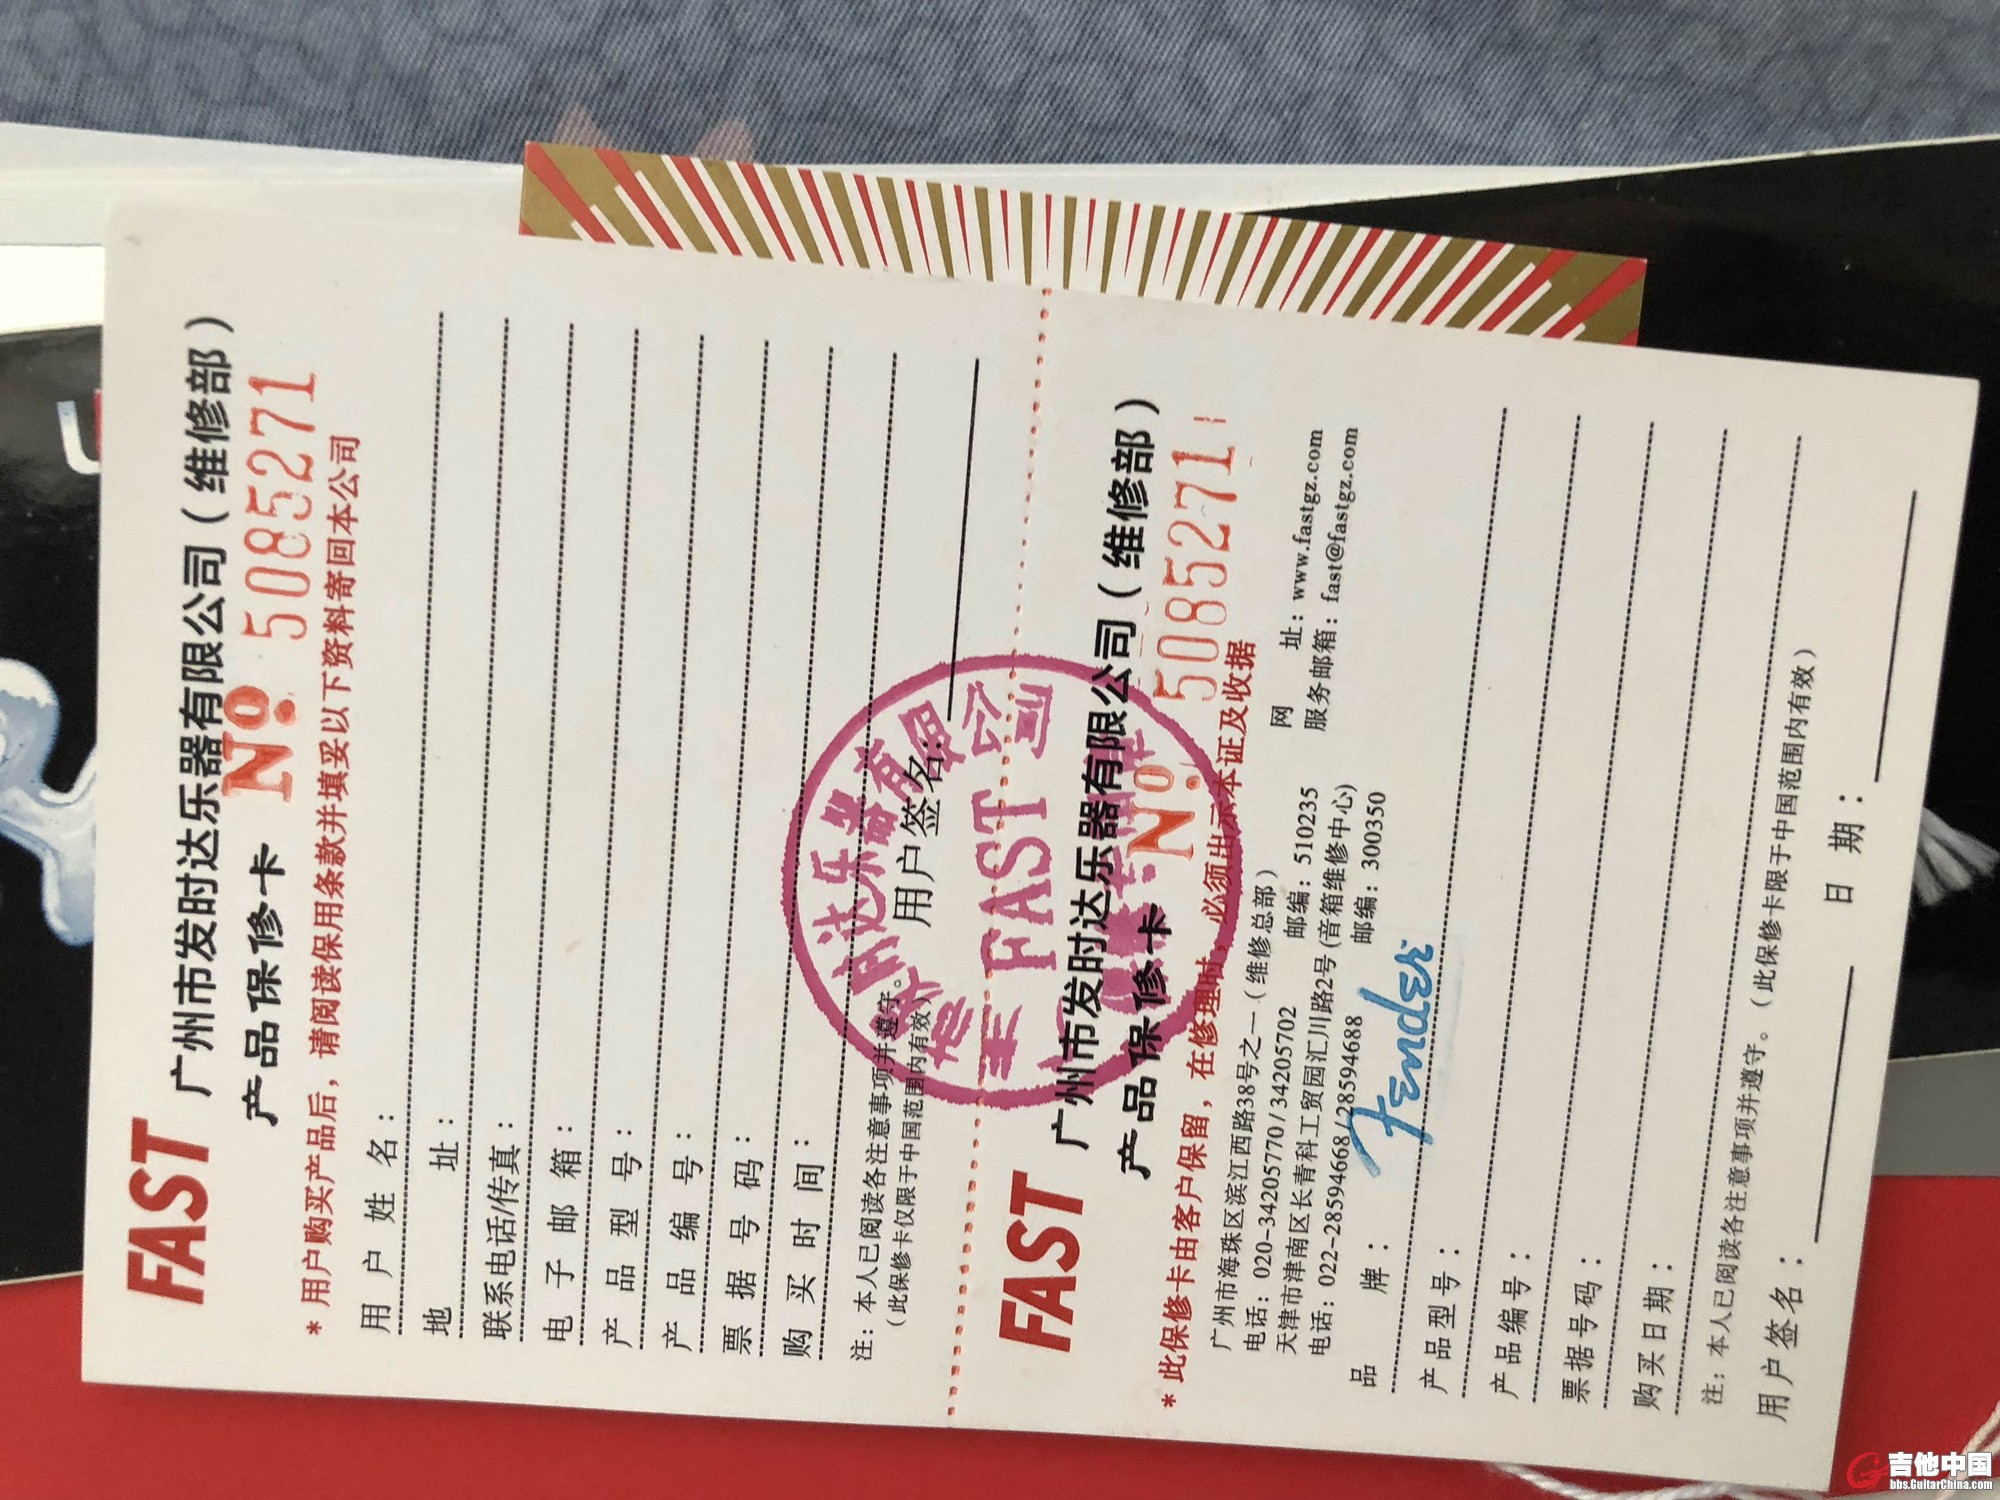 FAST
广州市发时达乐器有限公司（维修部）
产品保修卡 No 5085271
* 用户购买产品后，请阅读保用条款并填妥以下资料寄回本公司
用户姓名：
地 址：
联系电话/传真：
电子邮箱：
产品型号：
产品编号：
票据号码：
购买时间：
注：本人已阅读各注意事项并遵守。
（此保修卡仅限于中国范围内有效）
用户签名：
时达乐器有限公司
FAST
FAST
广州市发时达乐器有限公司（维修部）
产品保修卡 No 5085271
* 此保修卡由客户保留，在修理时，必须出示本证及收据
广州市海珠区滨江西路38号之一（维修总部）
电话：020-34205770/34205702 邮编：510235
天津市津南区长青科工贸园汇川路2号(音箱维修中心)
电话：022-28594668/28594688 邮编：300350
网 址：www.fastgz.com
服务邮箱：fast@fastgz.com
品 牌：Fender
产品型号：
产品编号：
票据号码：
购买日期：
注：本人已阅读各注意事项并遵守。（此保修卡限于中国范围内有效）
用户签名： 日 期：
吉他中国
bbs.GuitarChina.com